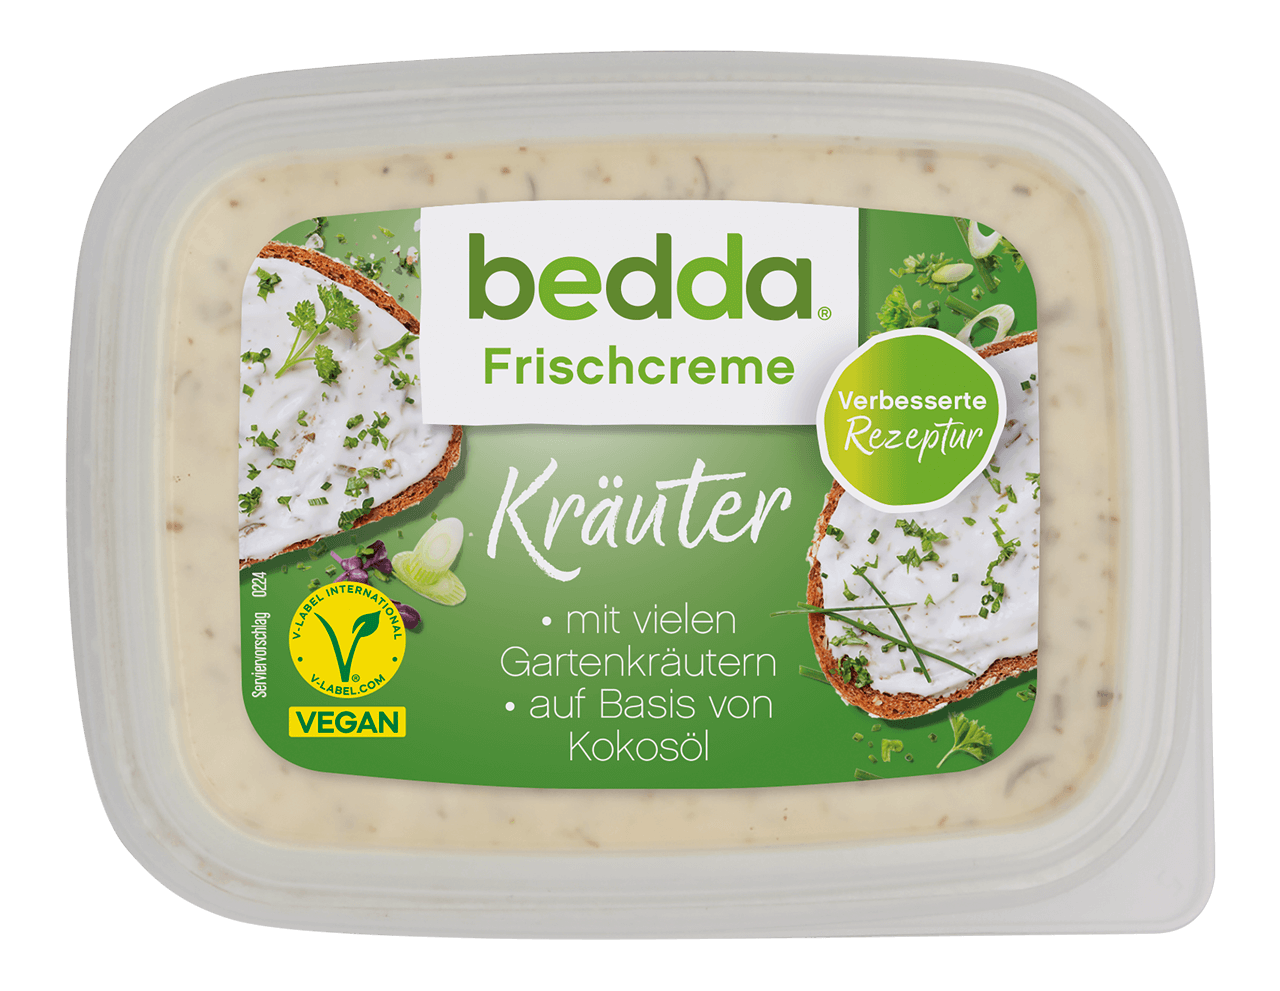 bedda®
Frischcreme
Verbesserte
Rezeptur
Kräuter
• mit vielen
Gartenkräutern
• auf Basis von
Kokosöl
Serviervorschlag 0224
V-LABEL INTERNATIONAL
®
• V-LABEL.COM •
VEGAN